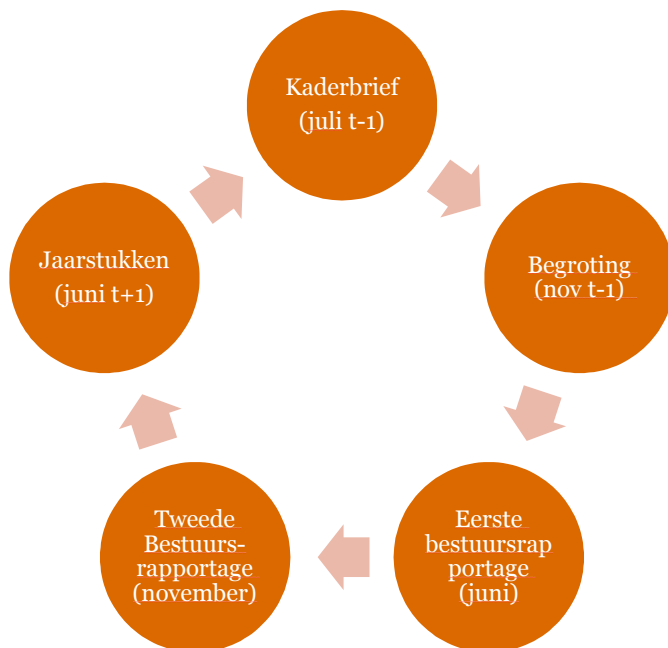 Kaderbrief
(juli t-1)
Begroting
(nov t-1)
Eerste
bestuursrap
portage
(juni)
Tweede
Bestuurs-
rapportage
(november)
Jaarstukken
(juni t+1)